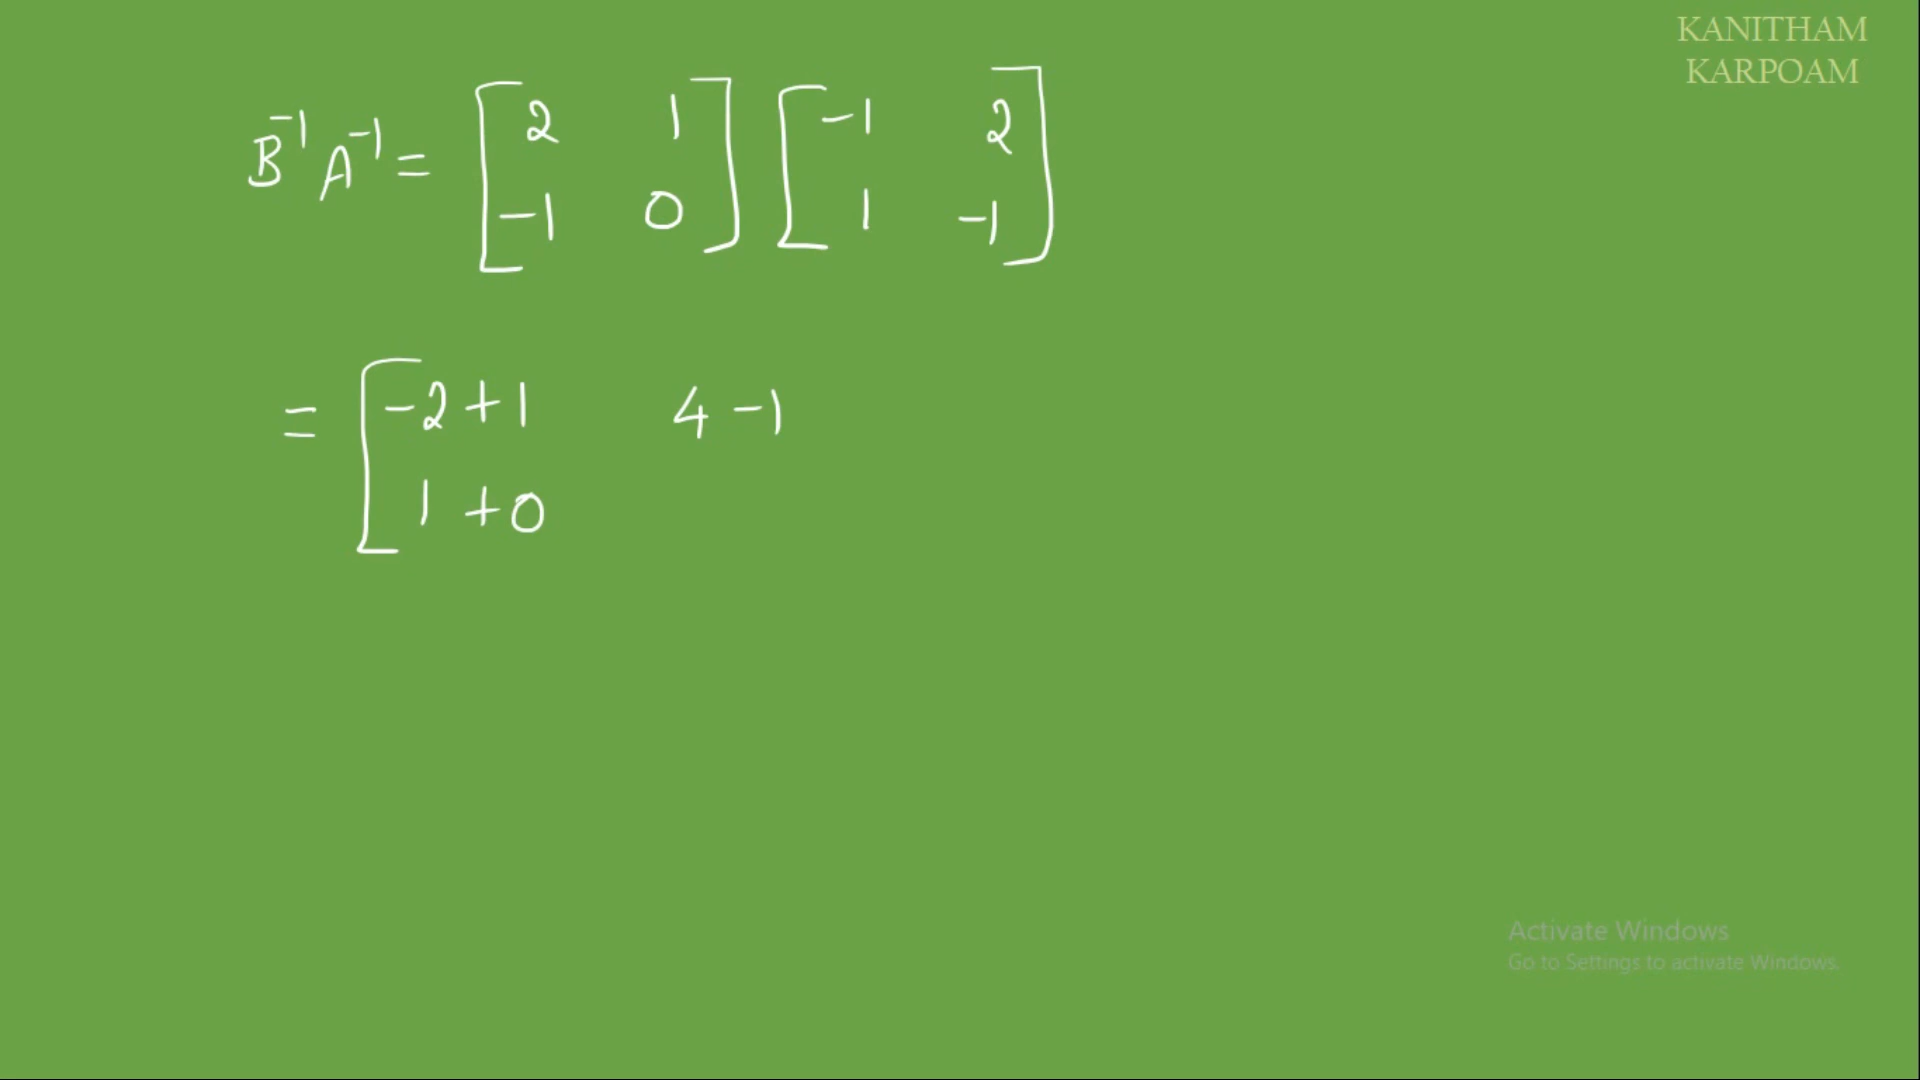 KANITHAM
KARPOAM
B⁻¹ A⁻¹ = [ 2 1 ] [ -1 2 ]
[ -1 0 ] [ 1 -1 ]
= [ -2 + 1 4 - 1
1 + 0
Activate Windows
Go to Settings to activate Windows.